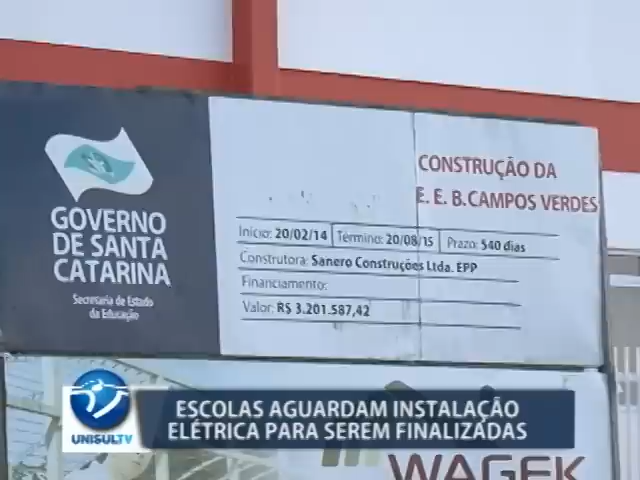 CONSTRUÇÃO DA
E. E. B. CAMPOS VERDES
GOVERNO
DE SANTA
CATARINA
Secretaria de Estado
da Educação
Início: 20/02/14 Término: 20/08/15 Prazo: 540 dias
Construtora: Sanero Construções Ltda. EPP
Financiamento:
Valor: R$ 3.201.587,42
UNISULTV
ESCOLAS AGUARDAM INSTALAÇÃO
ELÉTRICA PARA SEREM FINALIZADAS
WAGEK